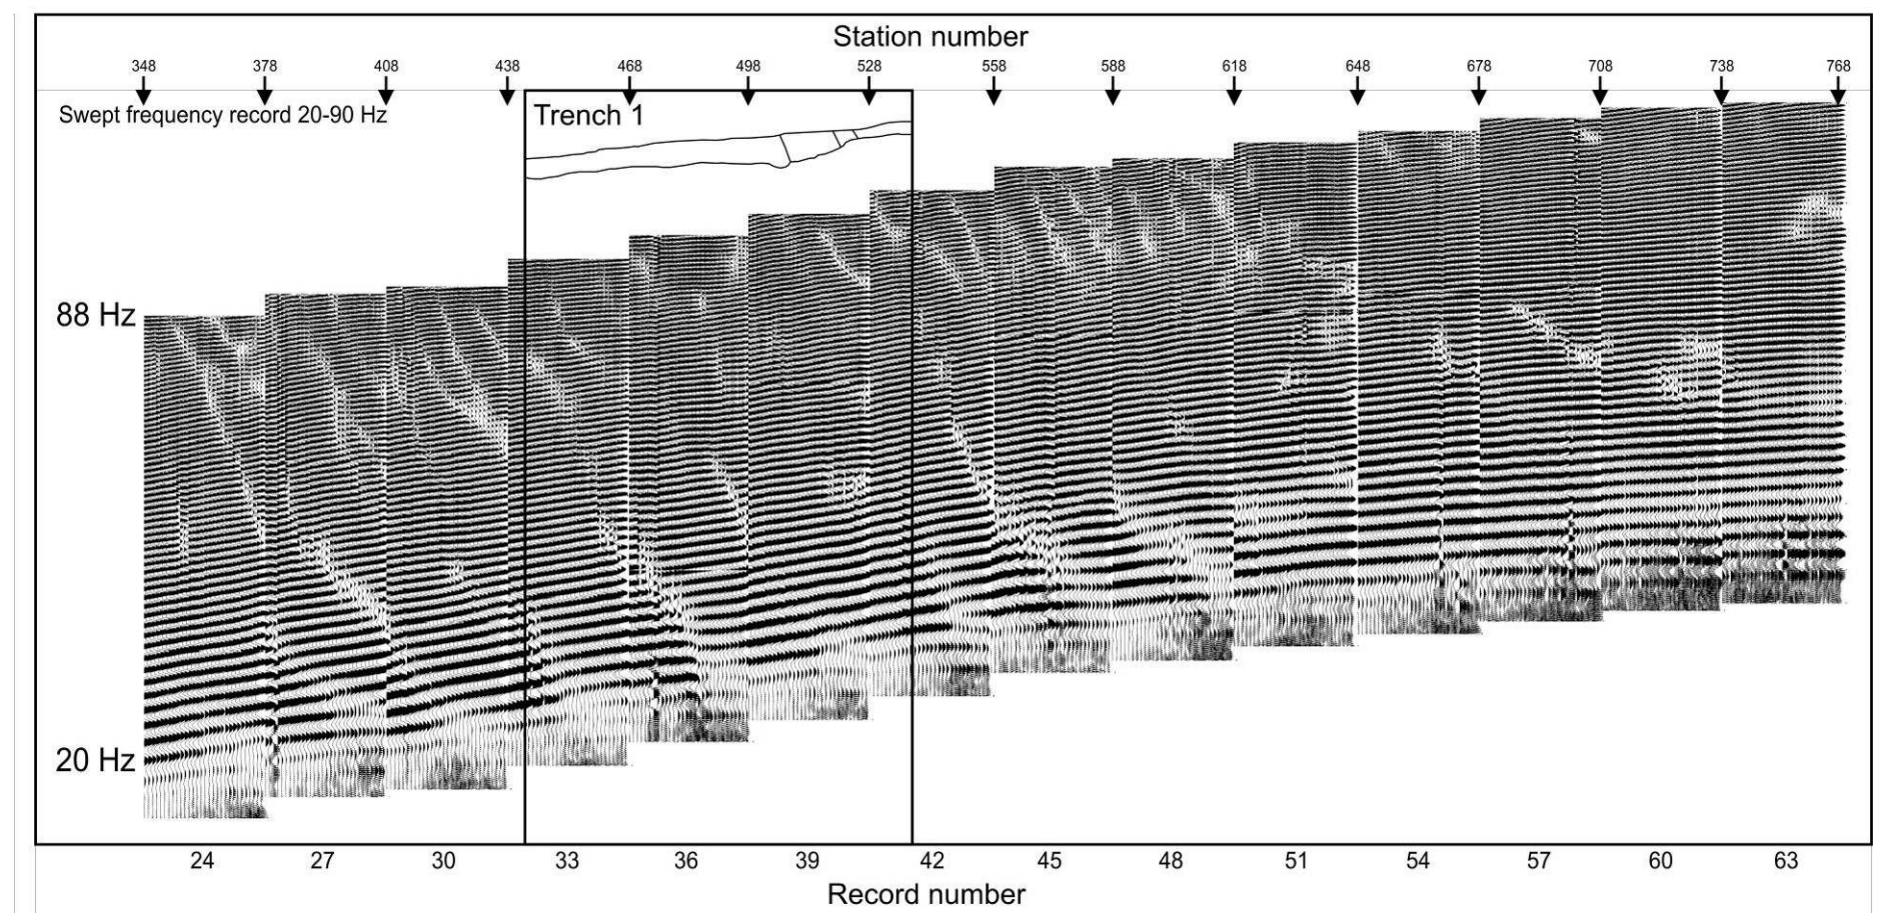 Station number
348 378 408 438 468 498 528 558 588 618 648 678 708 738 768
Swept frequency record 20-90 Hz
Trench 1
88 Hz
20 Hz
24 27 30 33 36 39 42 45 48 51 54 57 60 63
Record number